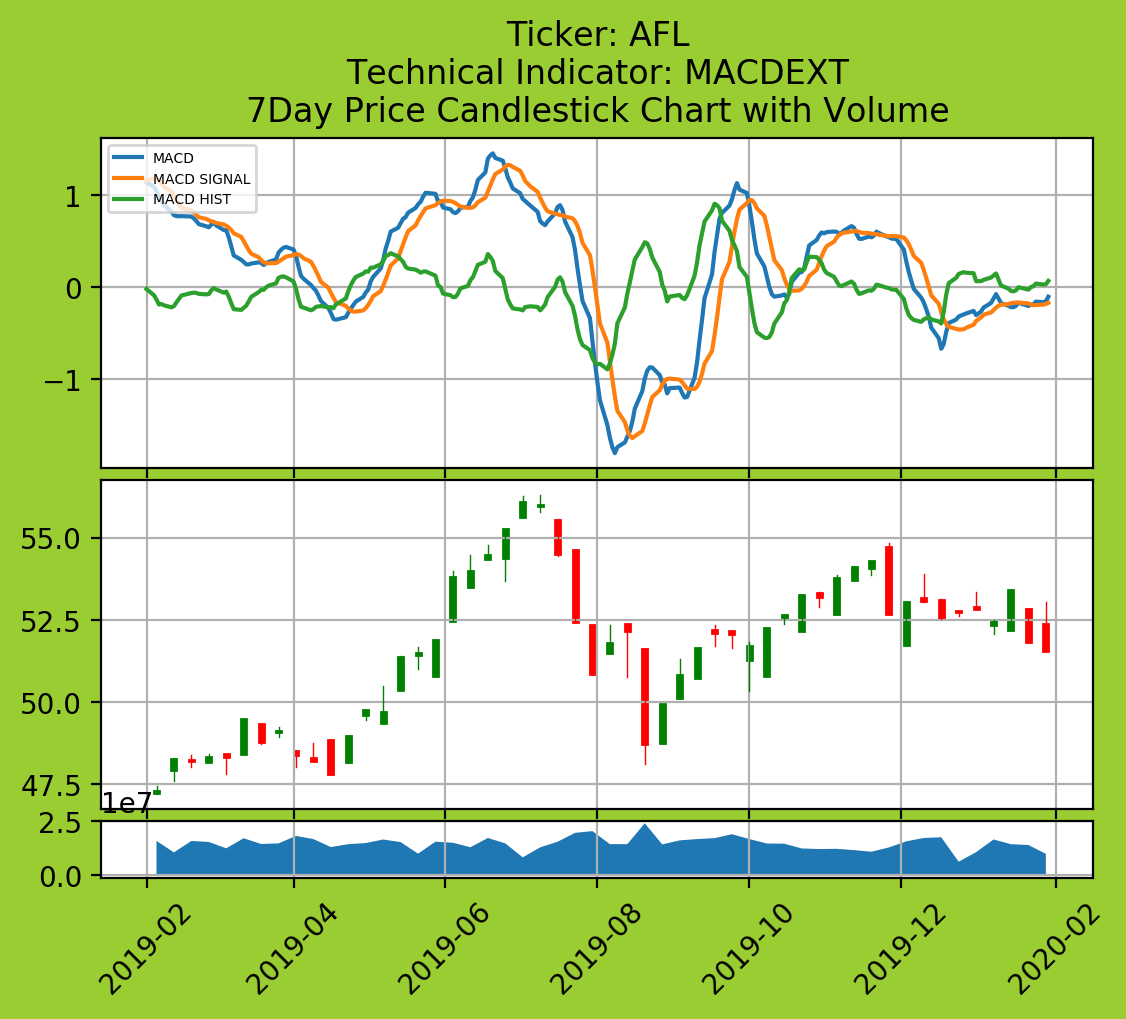 Ticker: AFL
Technical Indicator: MACDEXT
7Day Price Candlestick Chart with Volume
MACD
MACD SIGNAL
MACD HIST
1
0
−1
55.0
52.5
50.0
47.5
1e7
2.5
0.0
2019-02
2019-04
2019-06
2019-08
2019-10
2019-12
2020-02